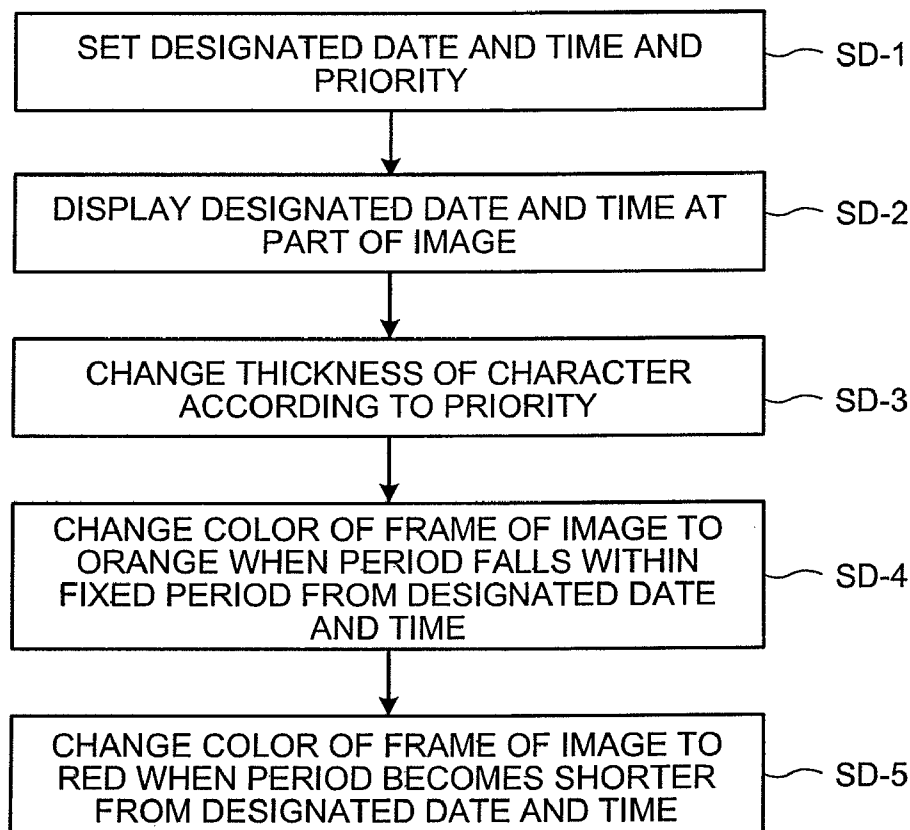 SET DESIGNATED DATE AND TIME AND
PRIORITY
SD-1
DISPLAY DESIGNATED DATE AND TIME AT
PART OF IMAGE
SD-2
CHANGE THICKNESS OF CHARACTER
ACCORDING TO PRIORITY
SD-3
CHANGE COLOR OF FRAME OF IMAGE TO
ORANGE WHEN PERIOD FALLS WITHIN
FIXED PERIOD FROM DESIGNATED DATE
AND TIME
SD-4
CHANGE COLOR OF FRAME OF IMAGE TO
RED WHEN PERIOD BECOMES SHORTER
FROM DESIGNATED DATE AND TIME
SD-5